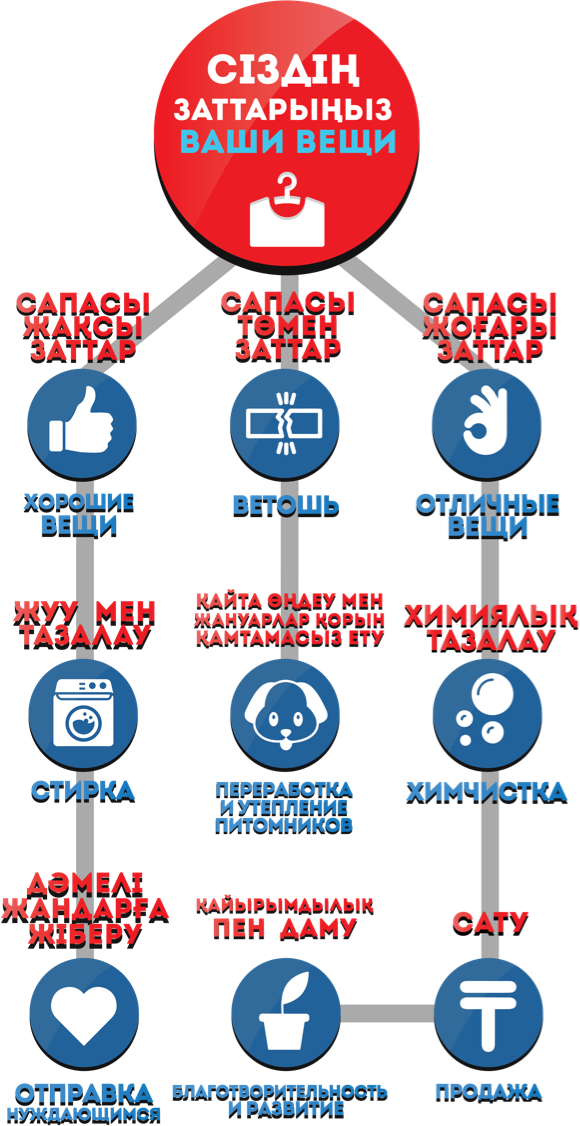 СІЗДІҢ
ЗАТТАРЫҢЫЗ
ВАШИ ВЕЩИ
САПАСЫ
ЖАҚСЫ
ЗАТТАР
САПАСЫ
ТӨМЕН
ЗАТТАР
САПАСЫ
ЖОҒАРЫ
ЗАТТАР
ХОРОШИЕ
ВЕЩИ
ВЕТОШЬ
ОТЛИЧНЫЕ
ВЕЩИ
ЖУУ МЕН
ТАЗАЛАУ
ҚАЙТА ӨҢДЕУ МЕН
ЖАНУАРЛАР ҚОРЫН
ҚАМТАМАСЫЗ ЕТУ
ХИМИЯЛЫҚ
ТАЗАЛАУ
СТИРКА
ПЕРЕРАБОТКА
И УТЕПЛЕНИЕ
ПИТОМНИКОВ
ХИМЧИСТКА
ДӘМЕЛІ
ЖАНДАРҒА
ЖІБЕРУ
ҚАЙЫРЫМДЫЛЫҚ
ПЕН ДАМУ
САТУ
ОТПРАВКА
НУЖДАЮЩИМСЯ
БЛАГОТВОРИТЕЛЬНОСТЬ
И РАЗВИТИЕ
ПРОДАЖА